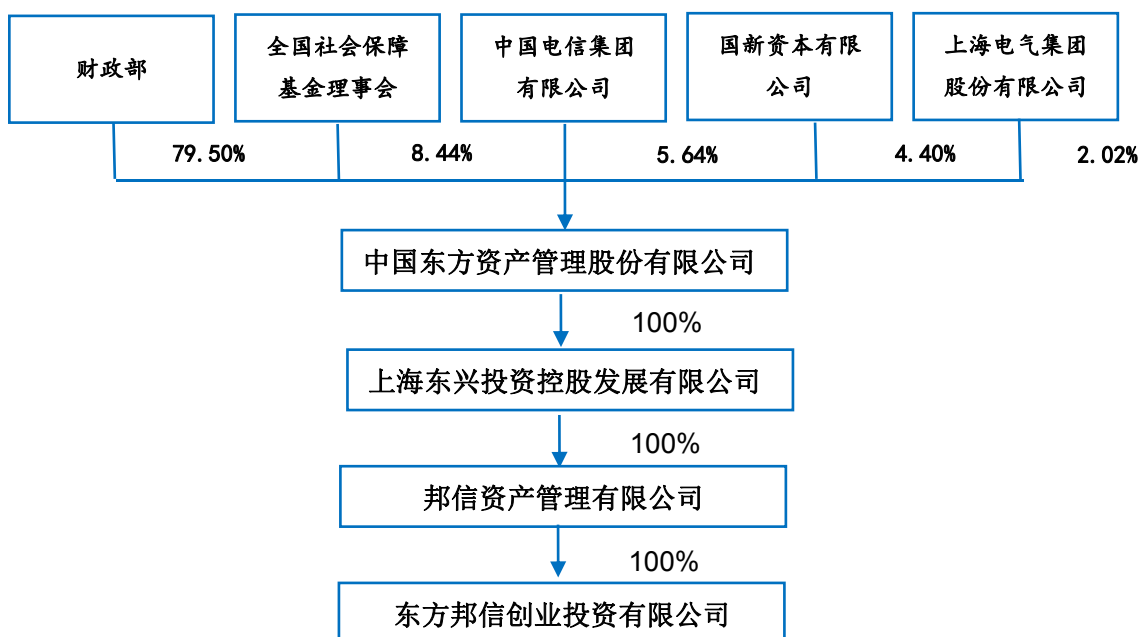 财政部
全国社会保障
基金理事会
中国电信集团
有限公司
国新资本有限
公司
上海电气集团
股份有限公司
79.50%
8.44%
5.64%
4.40%
2.02%
中国东方资产管理股份有限公司
100%
上海东兴投资控股发展有限公司
100%
邦信资产管理有限公司
100%
东方邦信创业投资有限公司